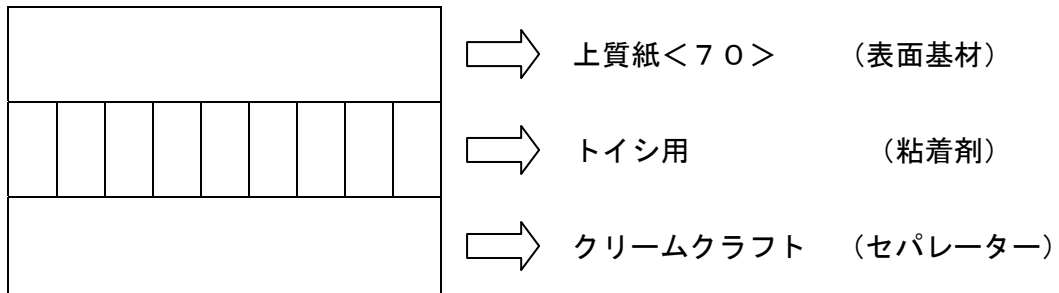 上質紙＜７０＞　（表面基材）
トイシ用　（粘着剤）
クリームクラフト　（セパレーター）